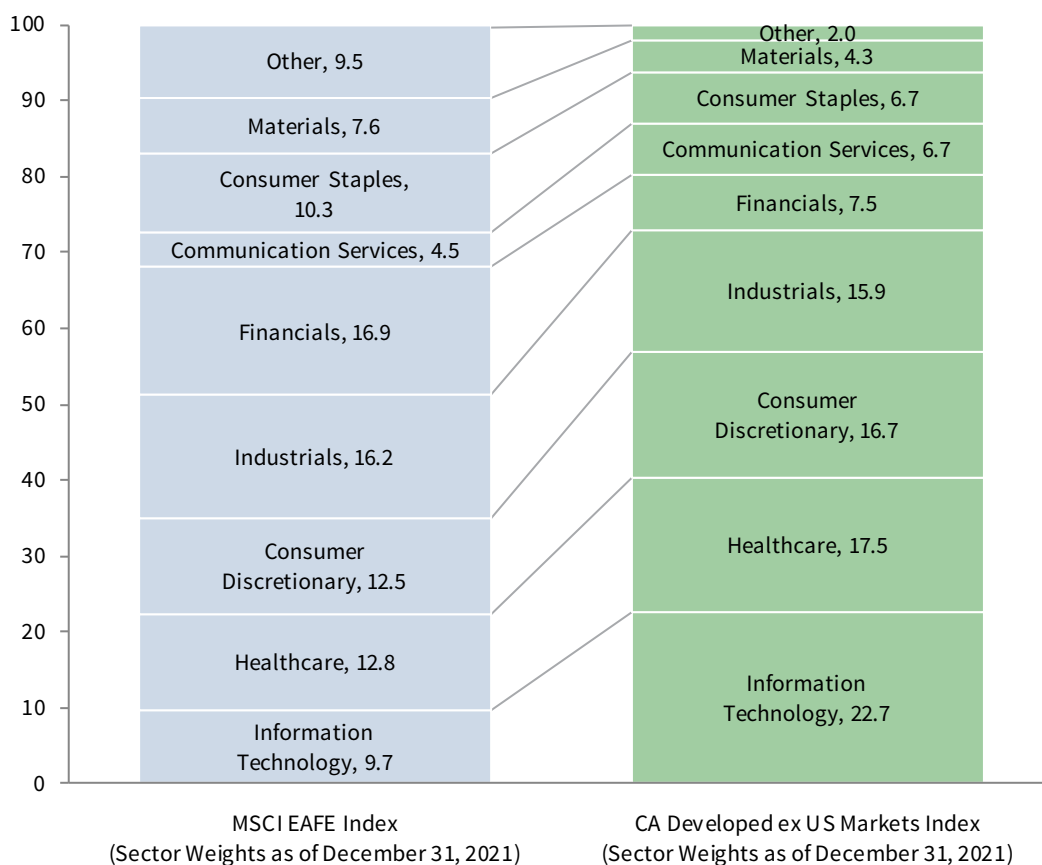 100
90
80
70
60
50
40
30
20
10
0
Other, 9.5
Materials, 7.6
Consumer Staples,
10.3
Communication Services, 4.5
Financials, 16.9
Industrials, 16.2
Consumer
Discretionary, 12.5
Healthcare, 12.8
Information
Technology, 9.7
Other, 2.0
Materials, 4.3
Consumer Staples, 6.7
Communication Services, 6.7
Financials, 7.5
Industrials, 15.9
Consumer
Discretionary, 16.7
Healthcare, 17.5
Information
Technology, 22.7
MSCI EAFE Index
(Sector Weights as of December 31, 2021)
CA Developed ex US Markets Index
(Sector Weights as of December 31, 2021)